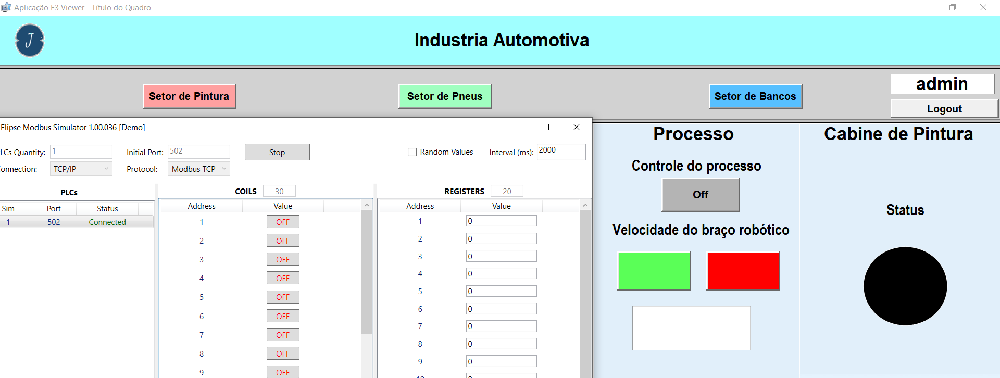 Aplicação E3 Viewer - Título do Quadro
J
Industria Automotiva
Setor de Pintura
Setor de Pneus
Setor de Bancos
admin
Logout
Elipse Modbus Simulator 1.00.036 [Demo]
LCs Quantity: 1
Initial Port: 502
Stop
Random Values
Interval (ms): 2000
onnection: TCP/IP
Protocol: Modbus TCP
PLCs
COILS 30
REGISTERS 20
Sim Port Status
1 502 Connected
Address Value
1 OFF
2 OFF
3 OFF
4 OFF
5 OFF
6 OFF
7 OFF
8 OFF
9 OFF
Address Value
1 0
2 0
3 0
4 0
5 0
6 0
7 0
8 0
9 0
Processo
Controle do processo
Off
Velocidade do braço robótico
Cabine de Pintura
Status